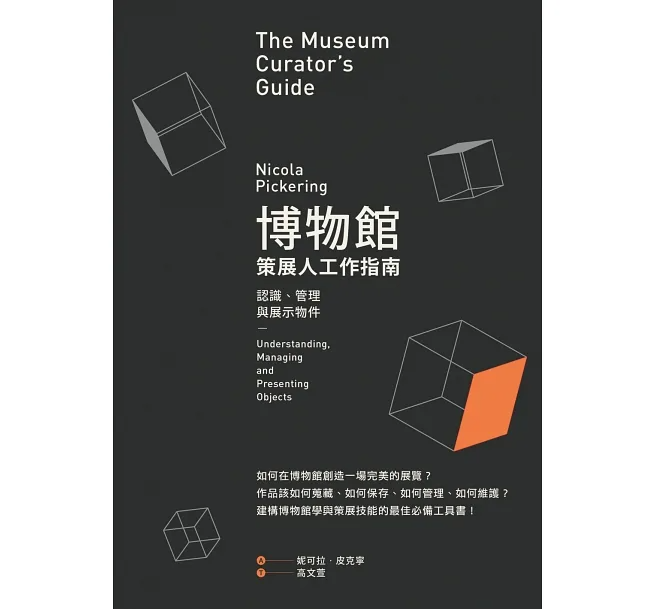 The Museum
Curator's
Guide
Nicola
Pickering
博物館
策展人工作指南
認識、管理
與展示物件
Understanding,
Managing
and
Presenting
Objects
如何在博物館創造一場完美的展覽？
作品該如何蒐藏、如何保存、如何管理、如何維護？
建構博物館學與策展技能的最佳必備工具書！
A 妮可拉．皮克寧
T 高文萱